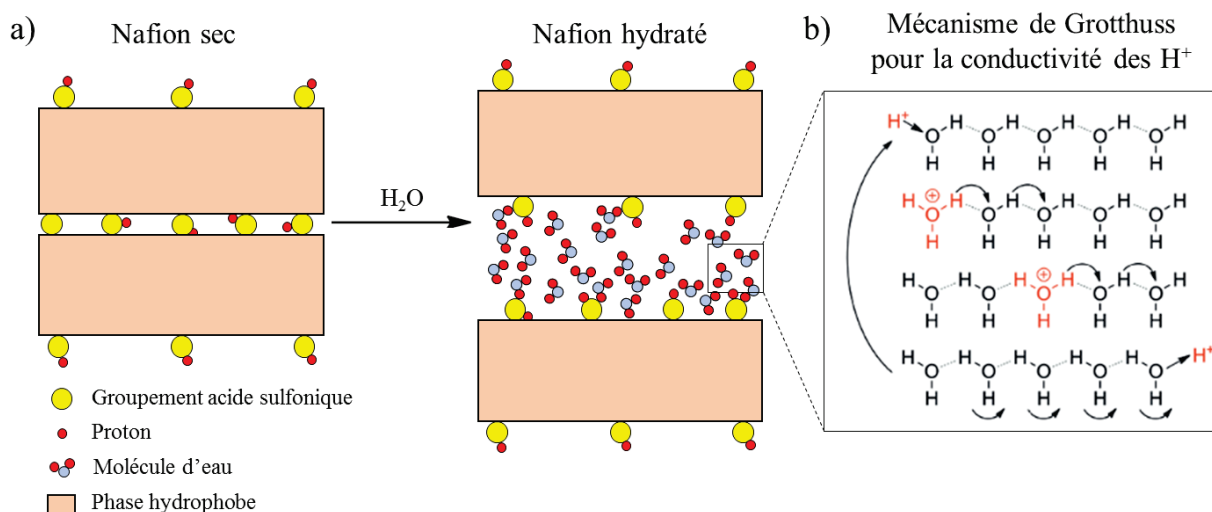 a)
Nafion sec
Nafion hydraté
H₂O
Groupement acide sulfonique
Proton
Molécule d'eau
Phase hydrophobe
b)
Mécanisme de Grotthuss
pour la conductivité des H⁺
H⁺ O H O H O H O H O H
H H H H H
⊕
H O H O H O H O H O H
H H H H H
⊕
H O H O H O H O H O H
H H H H H
H O H O H O H O H O H⁺
H H H H H